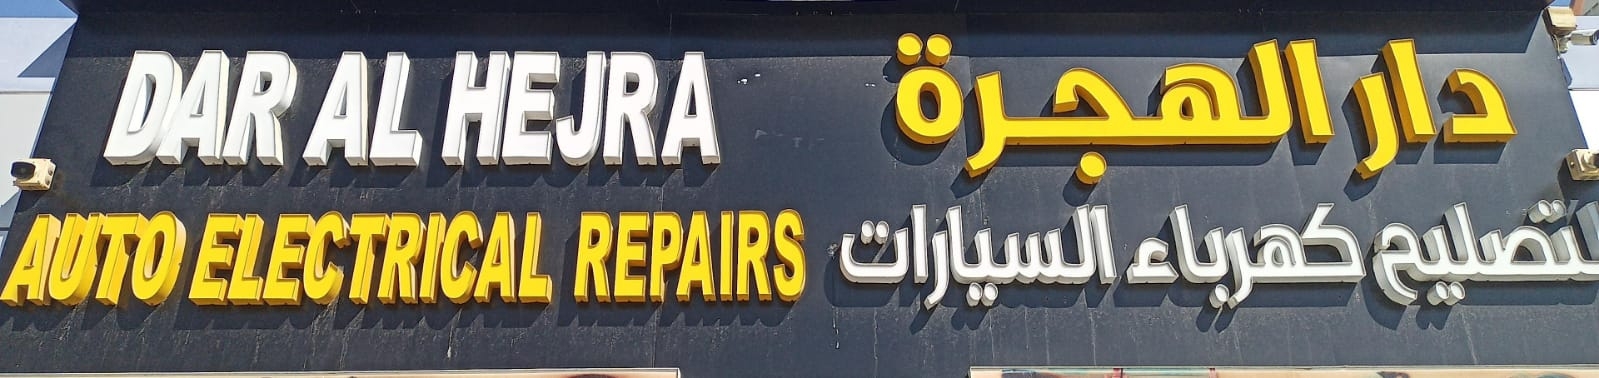 DAR AL HEJRA
AUTO ELECTRICAL REPAIRS
دار الهجرة
لتصليح كهرباء السيارات